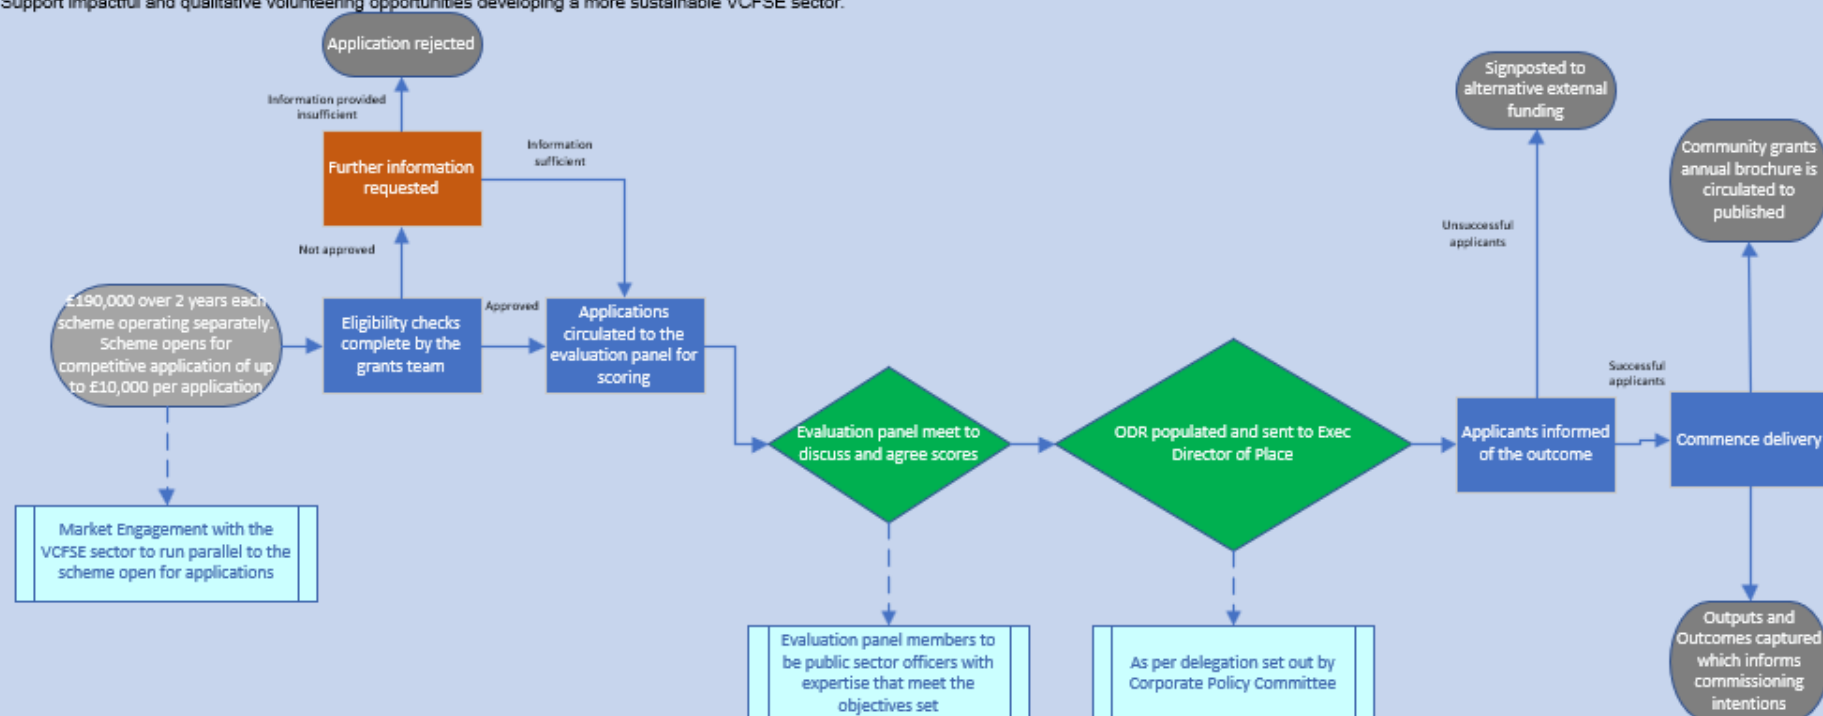 Support impactful and qualitative volunteering opportunities developing a more sustainable VCFSE sector.
Application rejected
Information provided
insufficient
Further information
requested
Information
sufficient
Not approved
£190,000 over 2 years each
scheme operating separately.
Scheme opens for
competitive application of up
to £10,000 per application
Eligibility checks
complete by the
grants team
Approved
Applications
circulated to the
evaluation panel for
scoring
Market Engagement with the
VCFSE sector to run parallel to the
scheme open for applications
Evaluation panel meet to
discuss and agree scores
Evaluation panel members to
be public sector officers with
expertise that meet the
objectives set
ODR populated and sent to Exec
Director of Place
As per delegation set out by
Corporate Policy Committee
Applicants informed
of the outcome
Unsuccessful
applicants
Signposted to
alternative external
funding
Successful
applicants
Commence delivery
Community grants
annual brochure is
circulated to
published
Outputs and
Outcomes captured
which informs
commissioning
intentions